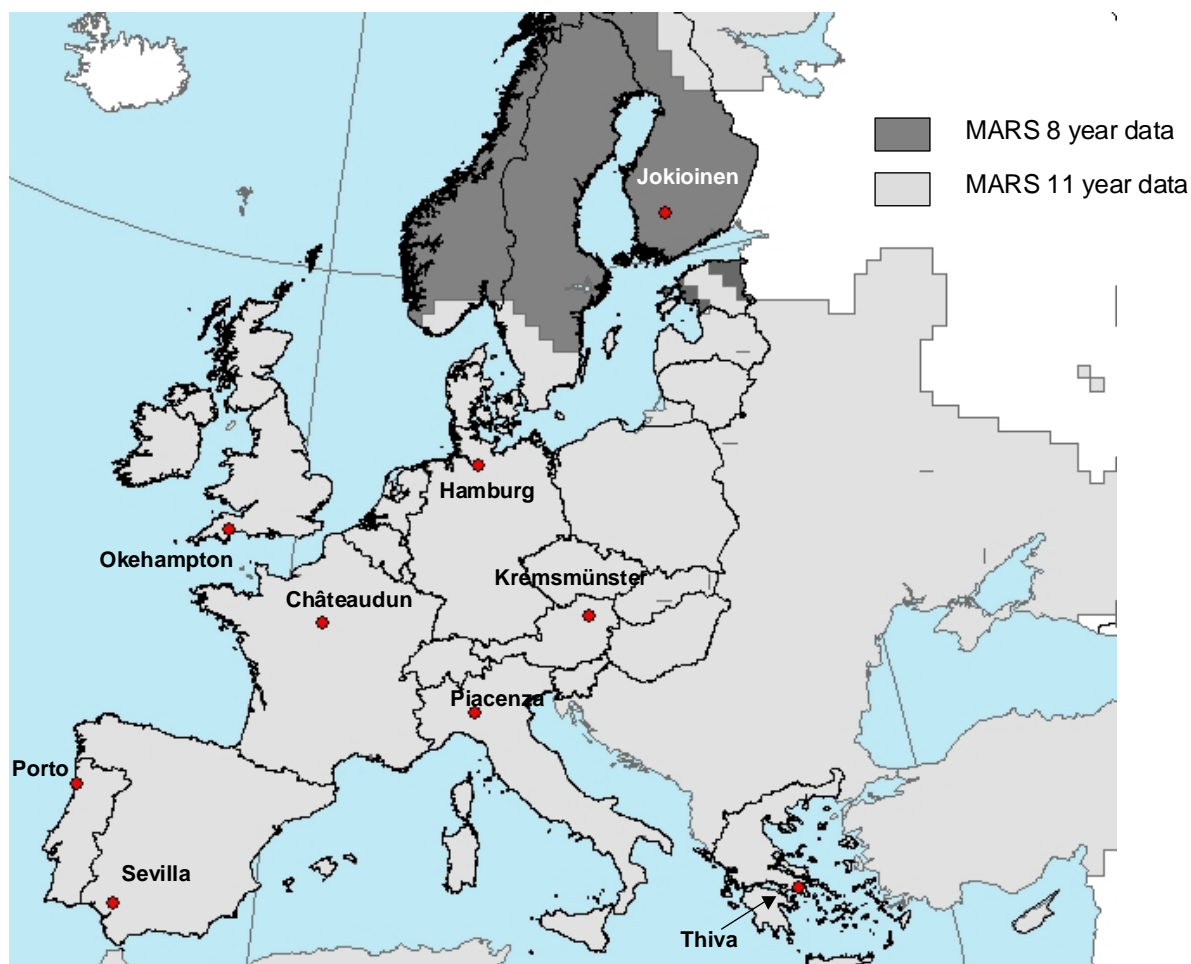 MARS 8 year data
MARS 11 year data
Jokioinen
Hamburg
Okehampton
Kremsmünster
Châteaudun
Piacenza
Porto
Sevilla
Thiva